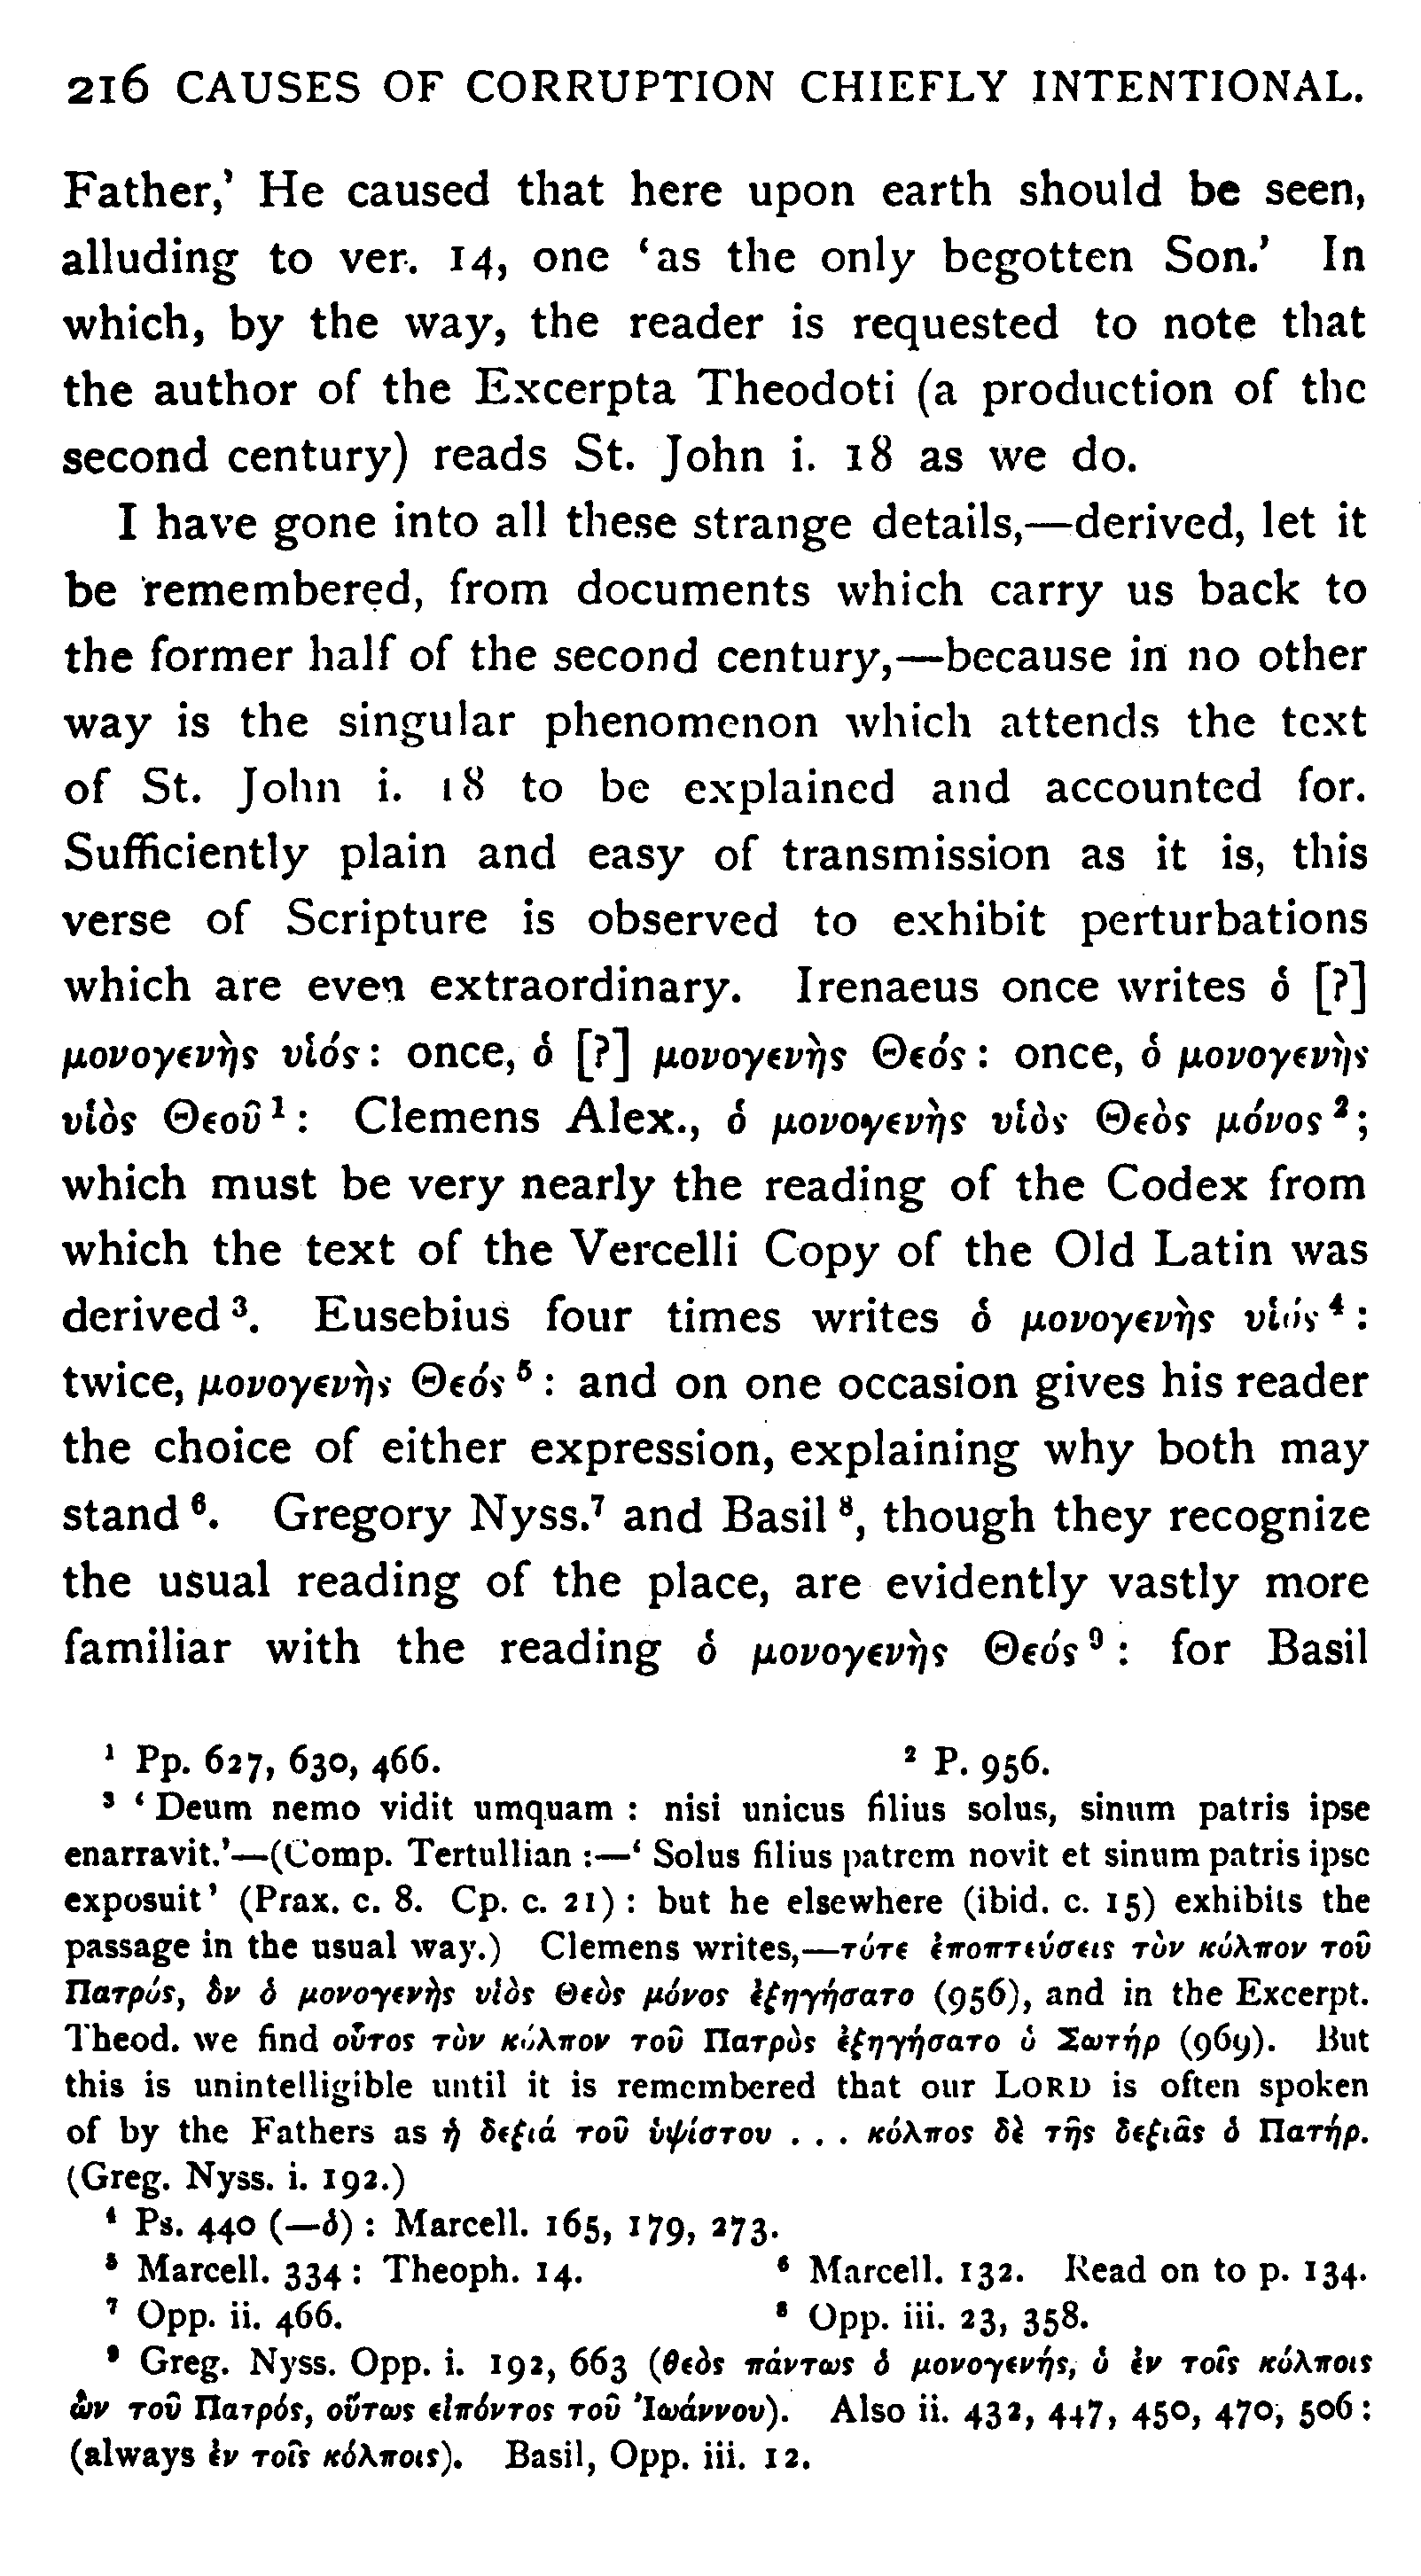 216 CAUSES OF CORRUPTION CHIEFLY INTENTIONAL.
Father,’ He caused that here upon earth should be seen,
alluding to ver. 14, one ‘as the only begotten Son.’ In
which, by the way, the reader is requested to note that
the author of the Excerpta Theodoti (a production of the
second century) reads St. John i. 18 as we do.
I have gone into all these strange details,—derived, let it
be remembered, from documents which carry us back to
the former half of the second century,—because in no other
way is the singular phenomenon which attends the text
of St. John i. 18 to be explained and accounted for.
Sufficiently plain and easy of transmission as it is, this
verse of Scripture is observed to exhibit perturbations
which are even extraordinary. Irenaeus once writes ὁ [?]
μονογενὴς υἱός: once, ὁ [?] μονογενὴς Θεός: once, ὁ μονογενὴς
υἱὸς Θεοῦ¹: Clemens Alex., ὁ μονογενὴς υἱὸς Θεὸς μόνος²;
which must be very nearly the reading of the Codex from
which the text of the Vercelli Copy of the Old Latin was
derived³. Eusebius four times writes ὁ μονογενὴς υἱός⁴:
twice, μονογενὴς Θεός⁵: and on one occasion gives his reader
the choice of either expression, explaining why both may
stand⁶. Gregory Nyss.⁷ and Basil⁸, though they recognize
the usual reading of the place, are evidently vastly more
familiar with the reading ὁ μονογενὴς Θεός⁹: for Basil
¹ Pp. 627, 630, 466. ² P. 956.
³ ‘Deum nemo vidit umquam: nisi unicus filius solus, sinum patris ipse
enarravit.’—(Comp. Tertullian:—‘Solus filius patrem novit et sinum patris ipse
exposuit’ (Prax. c. 8. Cp. c. 21): but he elsewhere (ibid. c. 15) exhibits the
passage in the usual way.) Clemens writes,—τότε ἐποπτεύσεις τὸν κόλπον τοῦ
Πατρός, ὃν ὁ μονογενὴς υἱὸς Θεὸς μόνος ἐξηγήσατο (956), and in the Excerpt.
Theod. we find οὗτος τὸν κόλπον τοῦ Πατρὸς ἐξηγήσατο ὁ Σωτήρ (969). But
this is unintelligible until it is remembered that our LORD is often spoken
of by the Fathers as ἡ δεξιά τοῦ ὑψίστου . . . κόλπος δὲ τῆς δεξιᾶς ὁ Πατήρ.
(Greg. Nyss. i. 192.)
⁴ Ps. 440 (—ὁ): Marcell. 165, 179, 273.
⁵ Marcell. 334: Theoph. 14. ⁶ Marcell. 132. Read on to p. 134.
⁷ Opp. ii. 466. ⁸ Opp. iii. 23, 358.
⁹ Greg. Nyss. Opp. i. 192, 663 (θεὸς πάντως ὁ μονογενής, ὁ ἐν τοῖς κόλποις
ὢν τοῦ Πατρός, οὕτως εἰπόντος τοῦ Ἰωάννου). Also ii. 432, 447, 450, 470, 506:
(always ἐν τοῖς κόλποις). Basil, Opp. iii. 12.